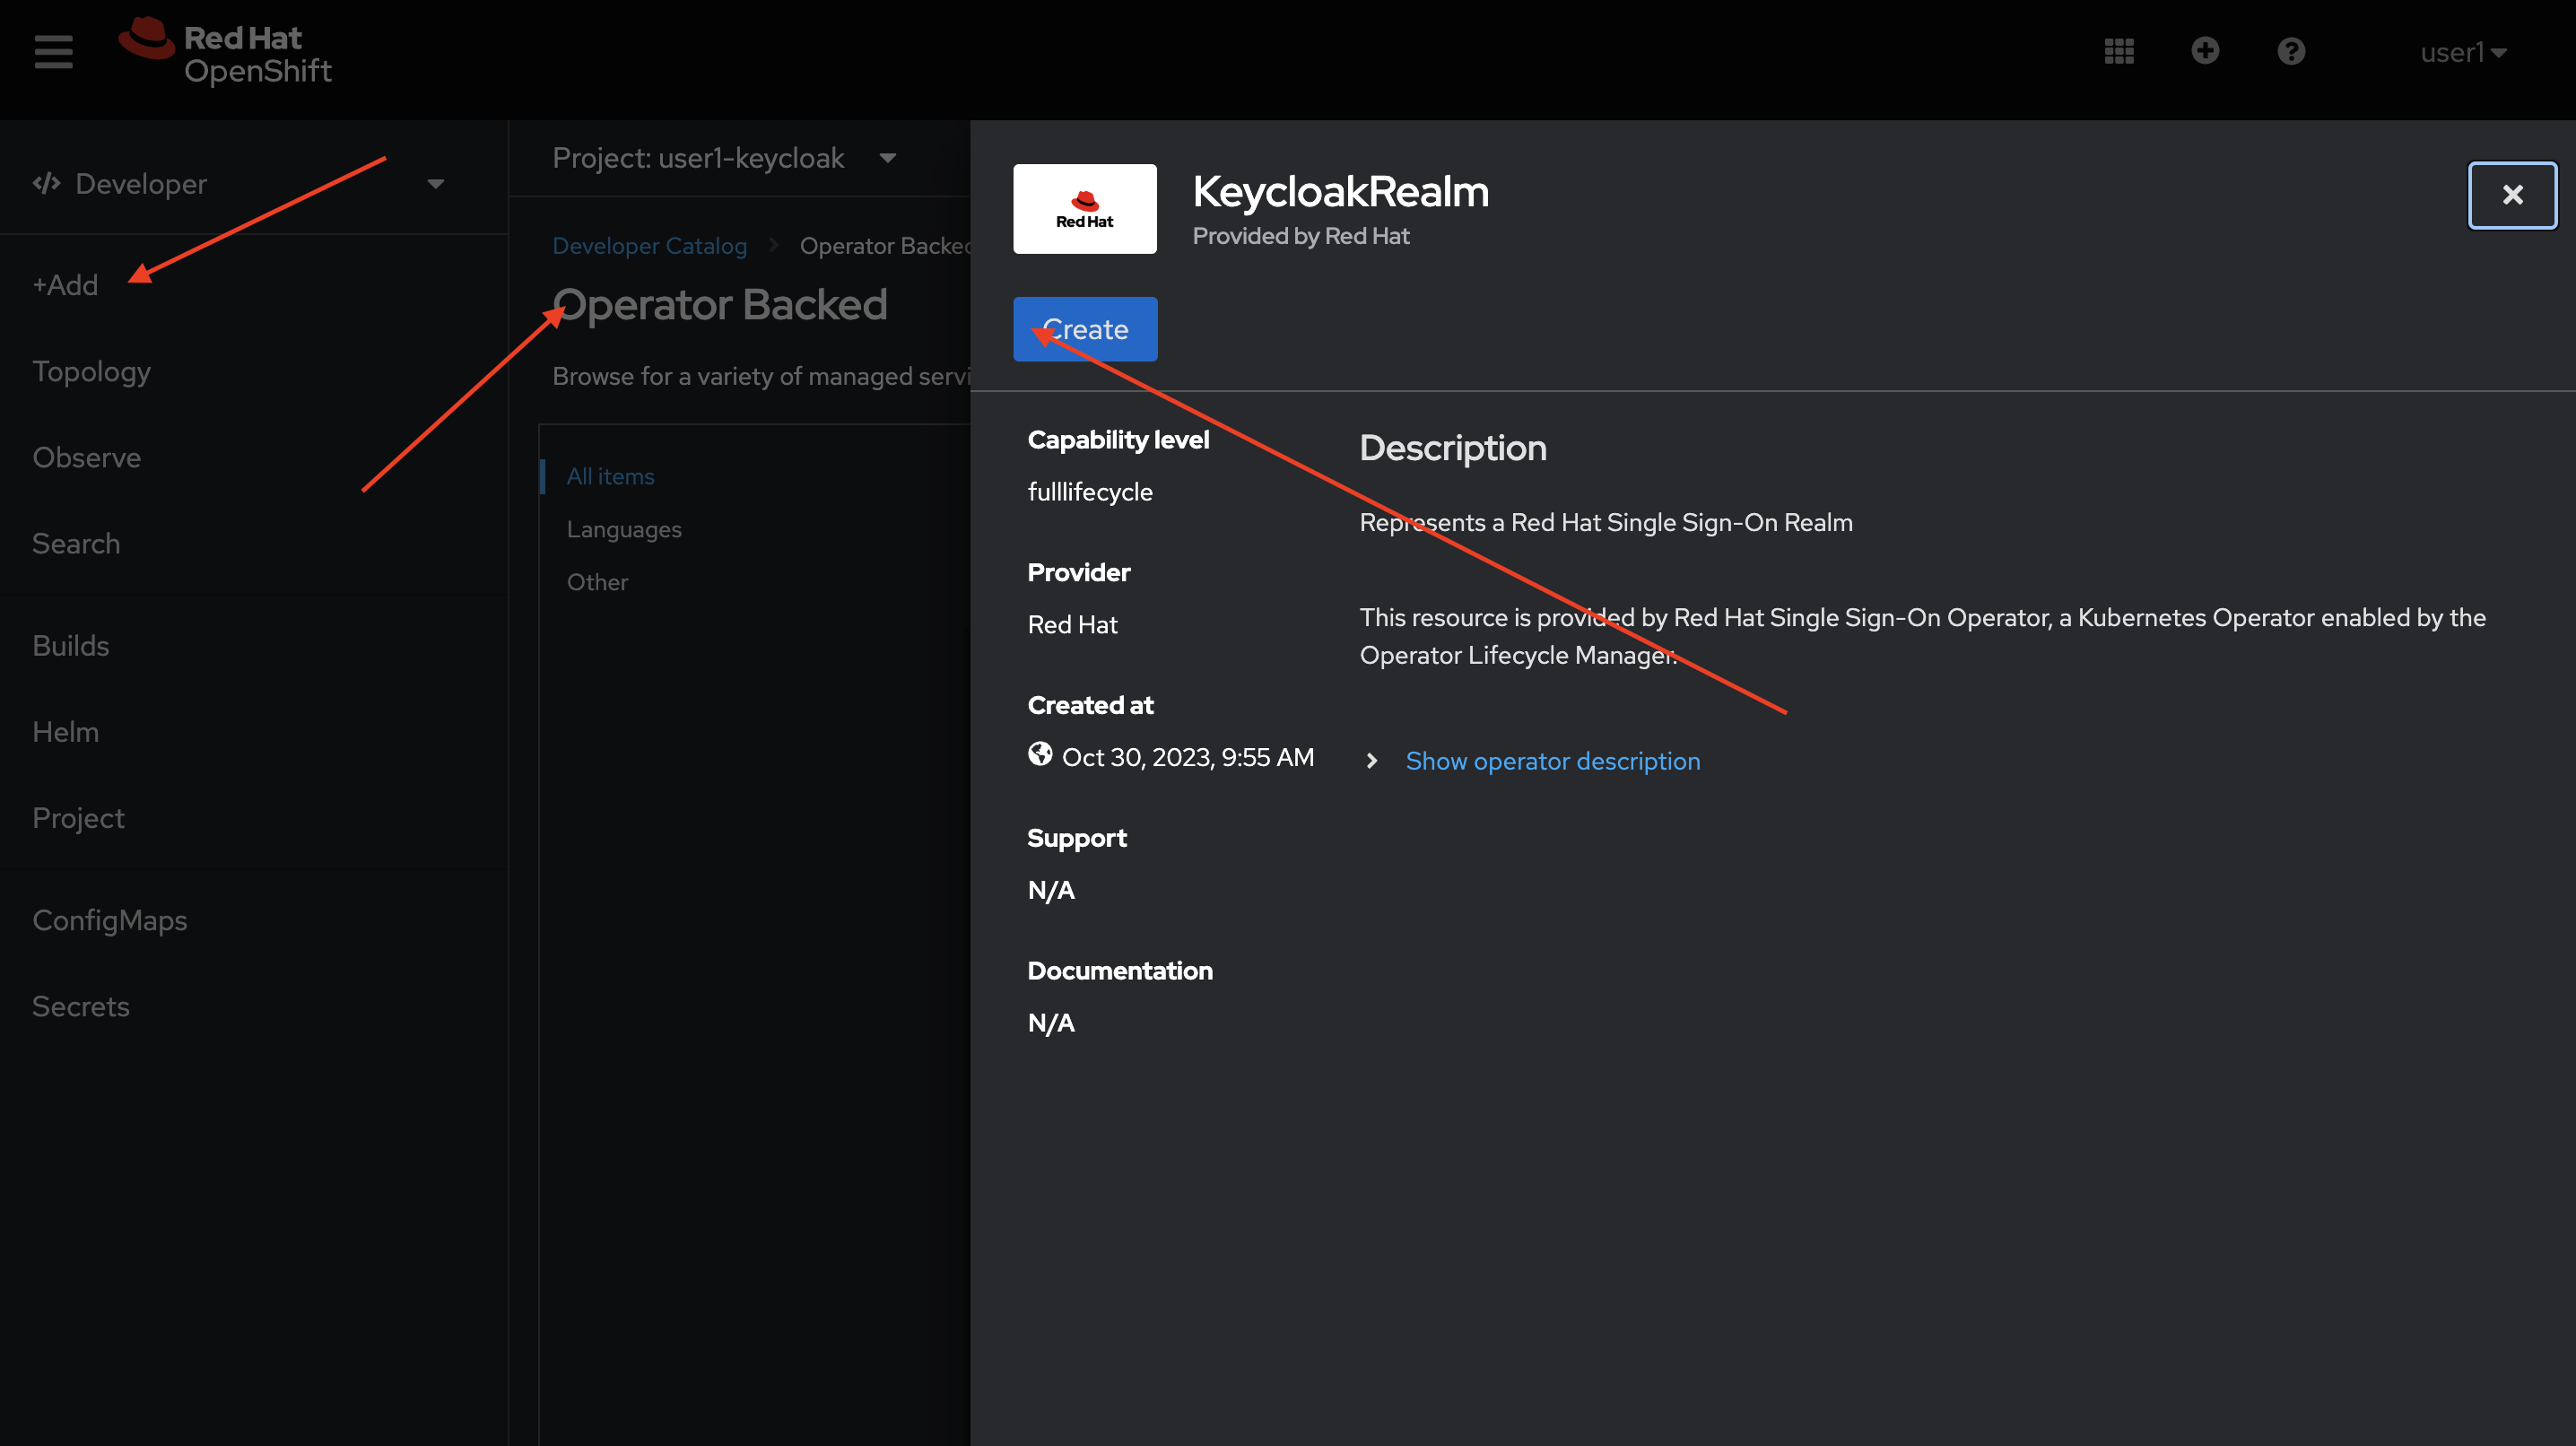 Red Hat
OpenShift
user1
Developer
+Add
Topology
Observe
Search
Builds
Helm
Project
ConfigMaps
Secrets
Project: user1-keycloak
Developer Catalog > Operator Backed
Operator Backed
Browse for a variety of managed servi
All items
Languages
Other
Red Hat
KeycloakRealm
Provided by Red Hat
Create
Capability level
fulllifecycle
Provider
Red Hat
Created at
Oct 30, 2023, 9:55 AM
Support
N/A
Documentation
N/A
Description
Represents a Red Hat Single Sign-On Realm
This resource is provided by Red Hat Single Sign-On Operator, a Kubernetes Operator enabled by the
Operator Lifecycle Manager.
Show operator description